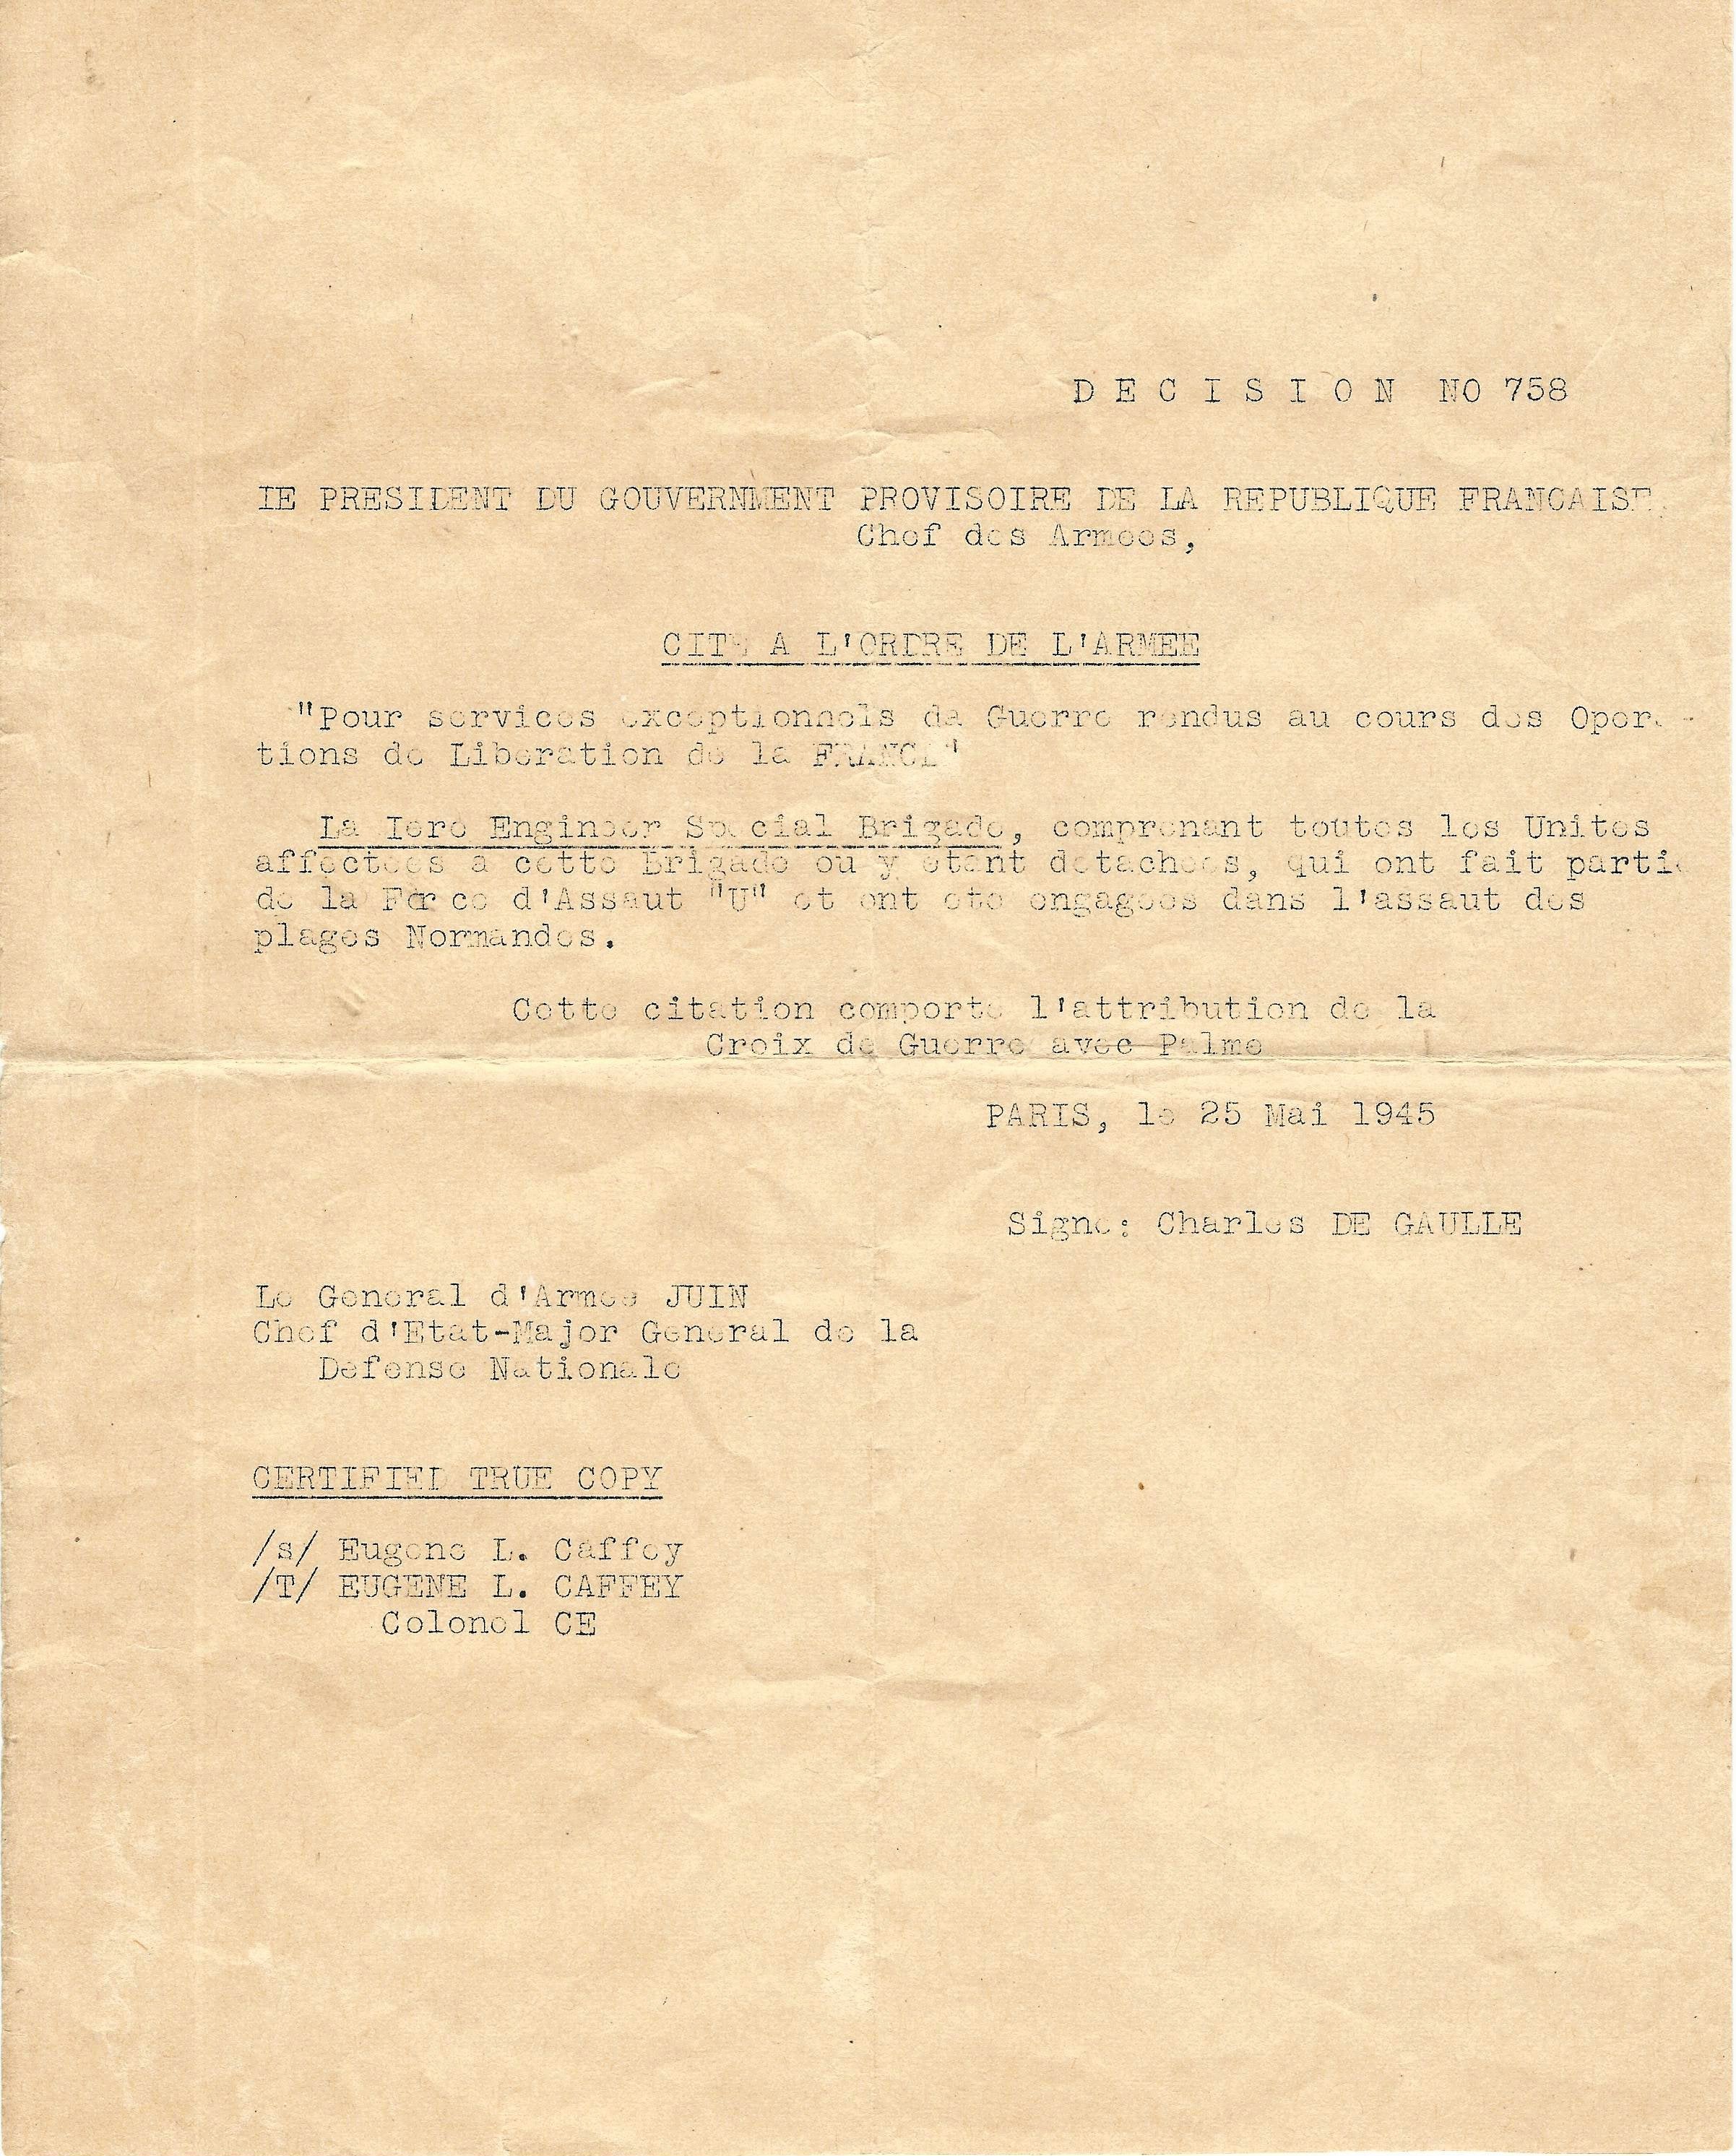 D E C I S I O N  NO 758
LE PRESIDENT DU GOUVERNMENT PROVISOIRE DE LA REPUBLIQUE FRANCAISE
Chef des Armees,
CITE A L'ORDRE DE L'ARMEE
"Pour services exceptionnels de Guerre rendus au cours des Opera-
tions de Liberation de la FRANCE"
La Iere Engineer Special Brigade, comprenant toutes les Unites
affectees a cette Brigade ou y etant detachees, qui ont fait partie
de la Force d'Assaut "U" et ont ete engagees dans l'assaut des
plages Normandes.
Cette citation comporte l'attribution de la
Croix de Guerre avec Palme
PARIS, le 25 Mai 1945
Signe: Charles DE GAULLE
Le General d'Armee JUIN
Chef d'Etat-Major General de la
Defense Nationale
CERTIFIED TRUE COPY
/s/ Eugene L. Caffey
/T/ EUGENE L. CAFFEY
Colonel CE